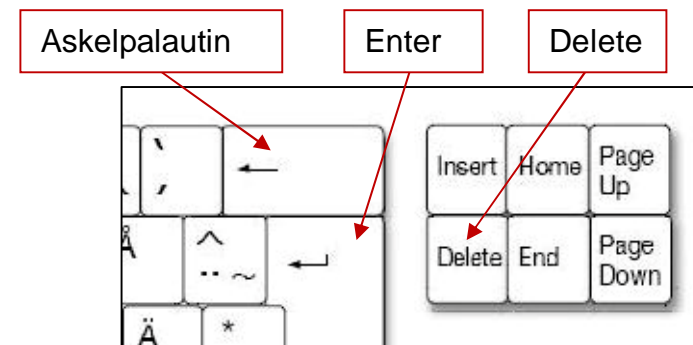 Askelpalautin
Enter
Delete
` ´
←
Insert
Home
Page
Up
Å
^
¨ ~
↵
Delete
End
Page
Down
Ä
*